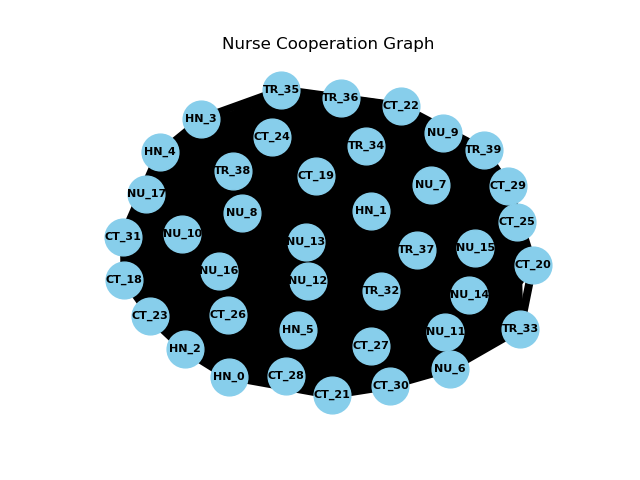 Nurse Cooperation Graph
TR_35
TR_36
CT_22
HN_3
NU_9
CT_24
TR_34
TR_39
HN_4
TR_38
CT_19
NU_7
CT_29
NU_17
NU_8
HN_1
CT_25
CT_31
NU_10
NU_13
TR_37
NU_15
CT_20
NU_16
CT_18
NU_12
TR_32
NU_14
CT_23
CT_26
HN_5
NU_11
TR_33
HN_2
CT_27
NU_6
HN_0
CT_28
CT_30
CT_21